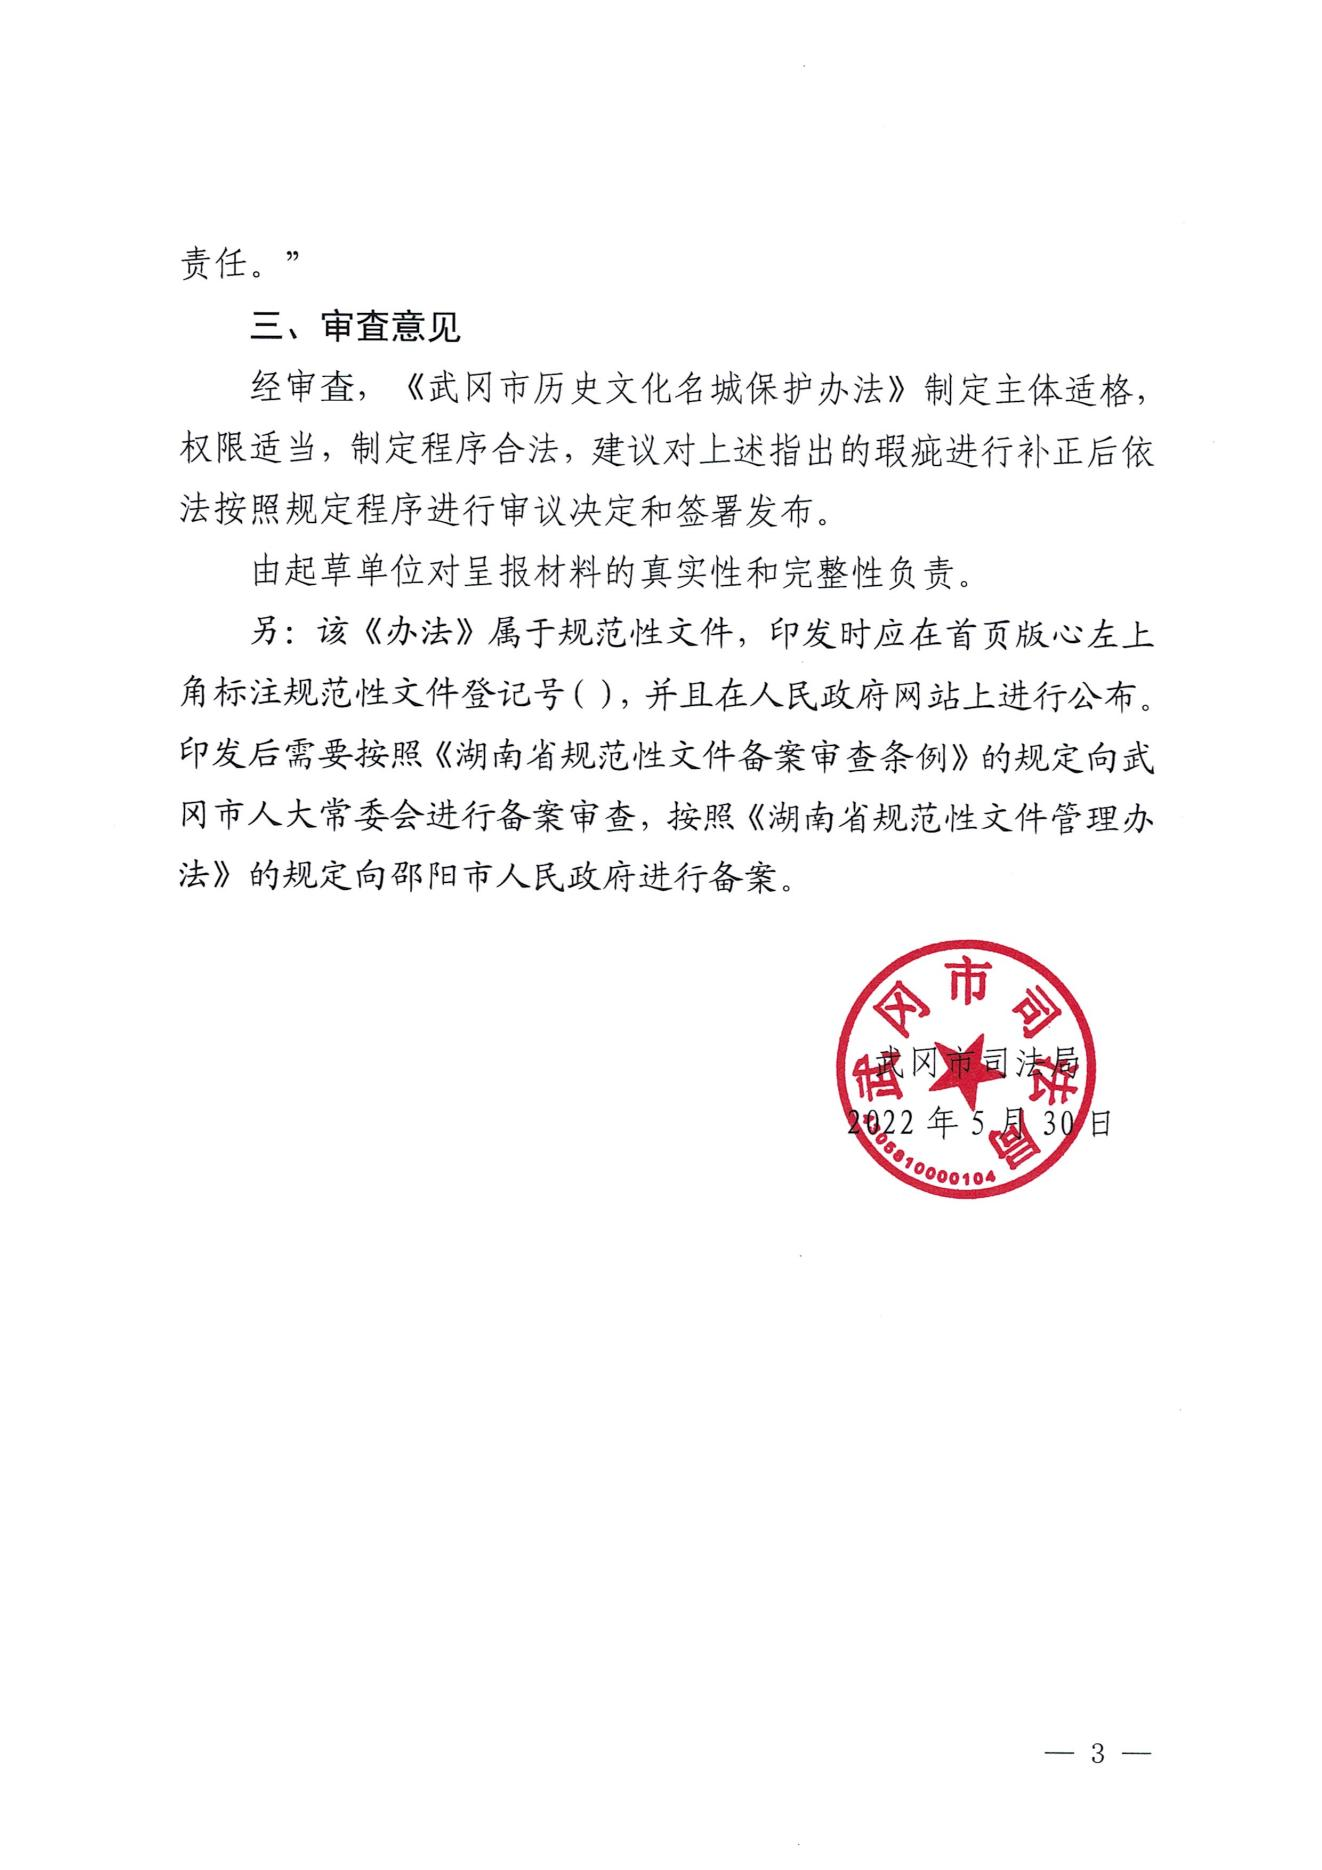 责任。”
三、审查意见
经审查，《武冈市历史文化名城保护办法》制定主体适格，
权限适当，制定程序合法，建议对上述指出的瑕疵进行补正后依
法按照规定程序进行审议决定和签署发布。
由起草单位对呈报材料的真实性和完整性负责。
另：该《办法》属于规范性文件，印发时应在首页版心左上
角标注规范性文件登记号（ ），并且在人民政府网站上进行公布。
印发后需要按照《湖南省规范性文件备案审查条例》的规定向武
冈市人大常委会进行备案审查，按照《湖南省规范性文件管理办
法》的规定向邵阳市人民政府进行备案。
武冈市司法局
武冈市司法局
2022 年 5 月 30 日
4305810000104
— 3 —